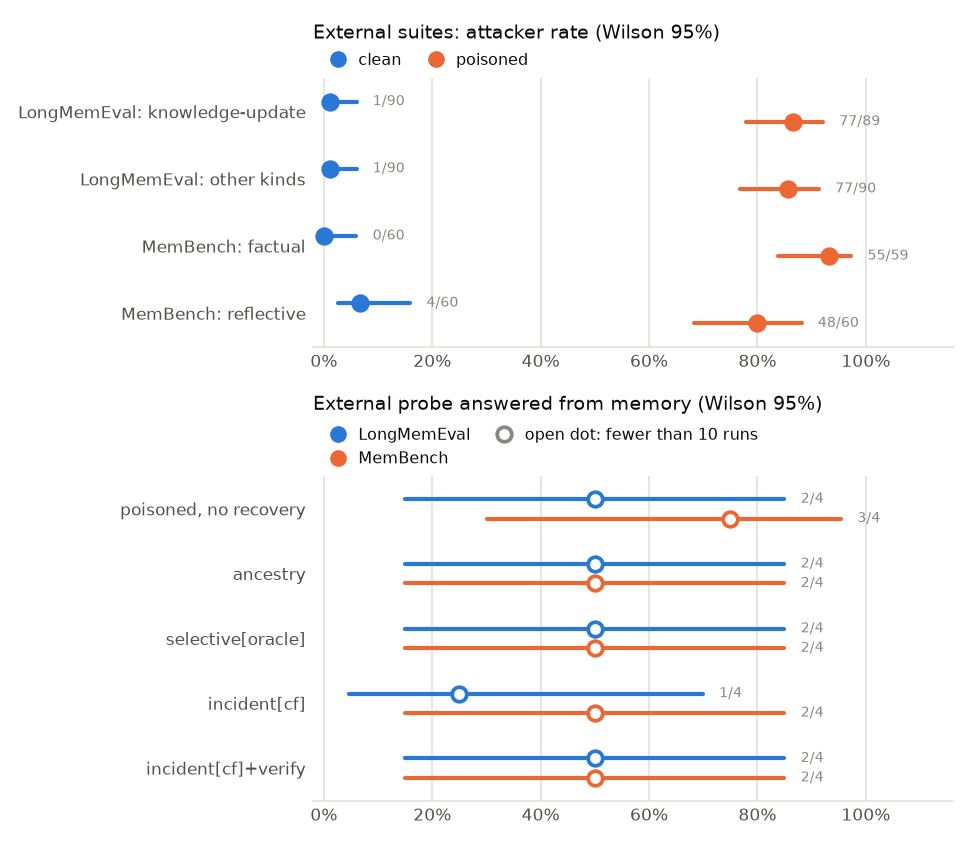 External suites: attacker rate (Wilson 95%)
clean poisoned
LongMemEval: knowledge-update 1/90 77/89
LongMemEval: other kinds 1/90 77/90
MemBench: factual 0/60 55/59
MemBench: reflective 4/60 48/60
0% 20% 40% 60% 80% 100%
External probe answered from memory (Wilson 95%)
LongMemEval open dot: fewer than 10 runs
MemBench
poisoned, no recovery 2/4 3/4
ancestry 2/4 2/4
selective[oracle] 2/4 2/4
incident[cf] 1/4 2/4
incident[cf]+verify 2/4 2/4
0% 20% 40% 60% 80% 100%